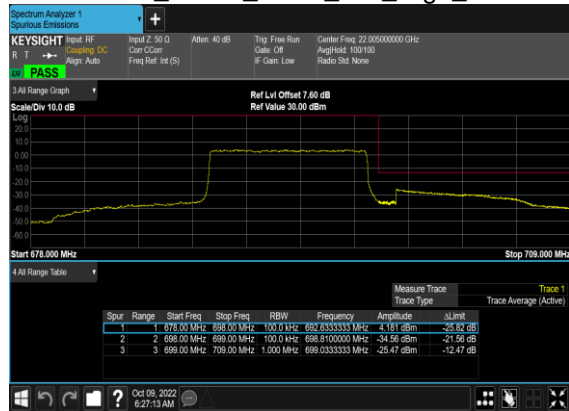 Spectrum Analyzer 1
Spurious Emissions
KEYSIGHT
R T
PASS
Input: RF
Coupling: DC
Align: Auto
Input Z: 50 Ω
Corr CCorr
Freq Ref: Int (S)
Atten: 40 dB
Trig: Free Run
Gate: Off
IF Gain: Low
Center Freq: 22.005000000 GHz
Avg|Hold: 100/100
Radio Std: None
3 All Range Graph
Scale/Div 10.0 dB
Ref Lvl Offset 7.60 dB
Ref Value 30.00 dBm
Log
20.0
10.0
0.00
-10.0
-20.0
-30.0
-40.0
-50.0
-60.0
Start 678.000 MHz
Stop 709.000 MHz
4 All Range Table
Measure Trace Trace 1
Trace Type Trace Average (Active)
Spur Range Start Freq Stop Freq RBW Frequency Amplitude ΔLimit
1 1 678.00 MHz 698.00 MHz 100.0 kHz 692.6333333 MHz 4.181 dBm -25.82 dB
2 2 698.00 MHz 699.00 MHz 100.0 kHz 698.8100000 MHz -34.56 dBm -21.56 dB
3 3 699.00 MHz 709.00 MHz 1.000 MHz 699.0333333 MHz -25.47 dBm -12.47 dB
Oct 09, 2022
6:27:13 AM